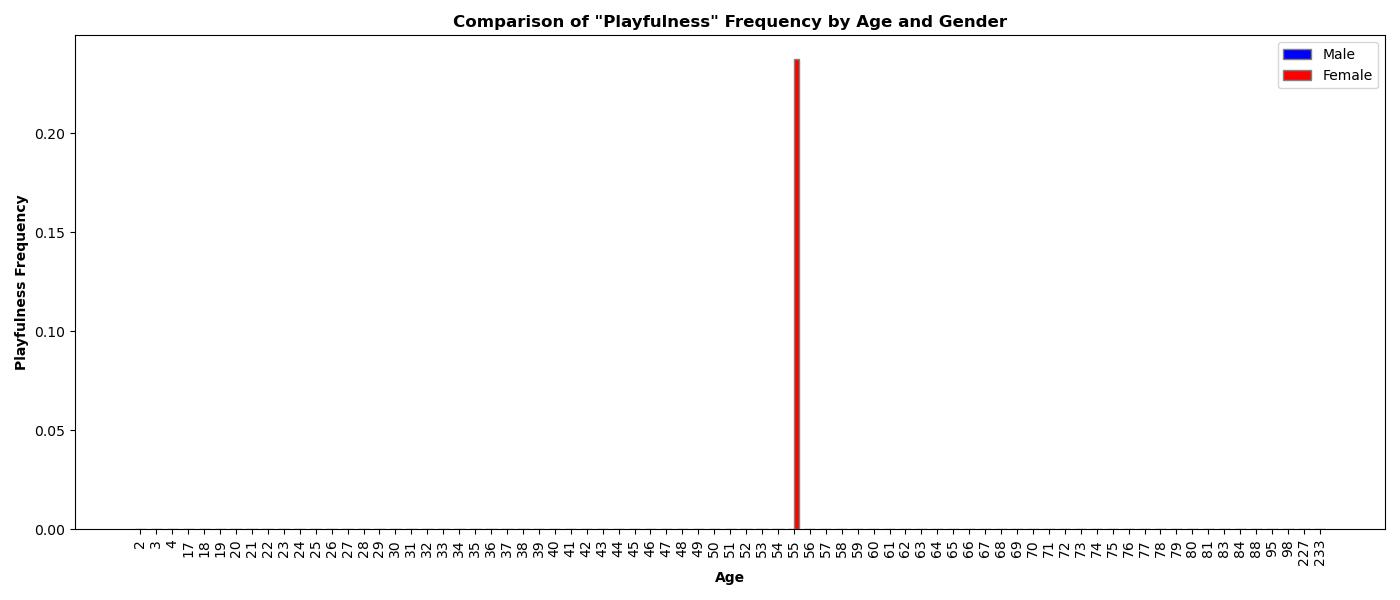 Comparison of "Playfulness" Frequency by Age and Gender
Male
Female
0.20
0.15
0.10
0.05
0.00
Playfulness Frequency
2 3 4 17 18 19 20 21 22 23 24 25 26 27 28 29 30 31 32 33 34 35 36 37 38 39 40 41 42 43 44 45 46 47 48 49 50 51 52 53 54 55 56 57 58 59 60 61 62 63 64 65 66 67 68 69 70 71 72 73 74 75 76 77 78 79 80 81 83 84 88 95 98 227 233
Age